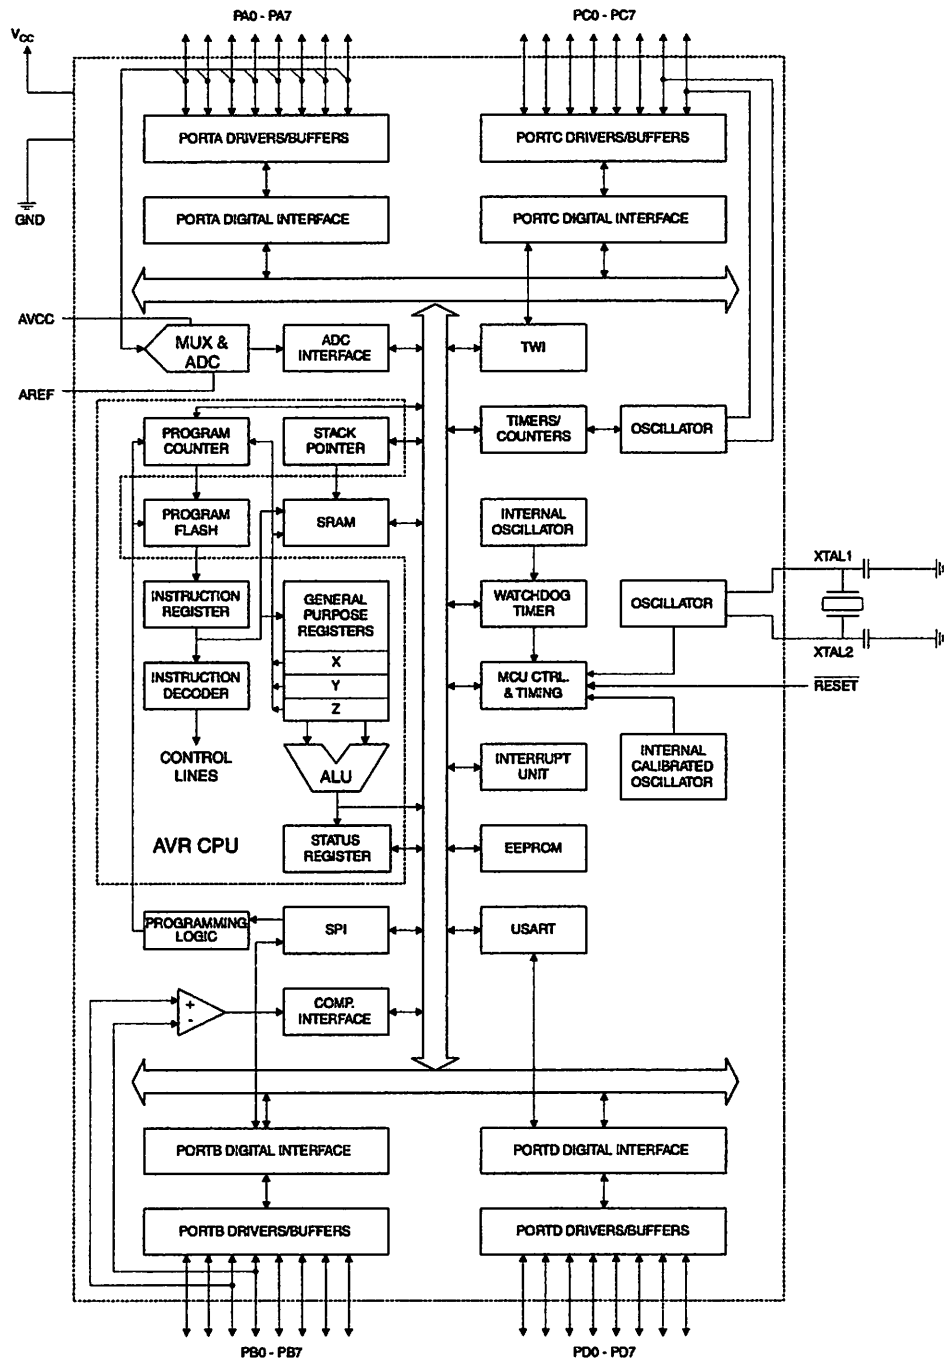 PA0 - PA7
PC0 - PC7
VCC
PORTA DRIVERS/BUFFERS
PORTC DRIVERS/BUFFERS
GND
PORTA DIGITAL INTERFACE
PORTC DIGITAL INTERFACE
AVCC
MUX &
ADC
ADC
INTERFACE
TWI
AREF
PROGRAM
COUNTER
STACK
POINTER
TIMERS/
COUNTERS
OSCILLATOR
PROGRAM
FLASH
SRAM
INTERNAL
OSCILLATOR
XTAL1
INSTRUCTION
REGISTER
GENERAL
PURPOSE
REGISTERS
WATCHDOG
TIMER
OSCILLATOR
XTAL2
X
INSTRUCTION
DECODER
Y
MCU CTRL.
& TIMING
RESET
Z
CONTROL
LINES
ALU
INTERRUPT
UNIT
INTERNAL
CALIBRATED
OSCILLATOR
AVR CPU
STATUS
REGISTER
EEPROM
PROGRAMMING
LOGIC
SPI
USART
+
-
COMP.
INTERFACE
PORTB DIGITAL INTERFACE
PORTD DIGITAL INTERFACE
PORTB DRIVERS/BUFFERS
PORTD DRIVERS/BUFFERS
PB0 - PB7
PD0 - PD7